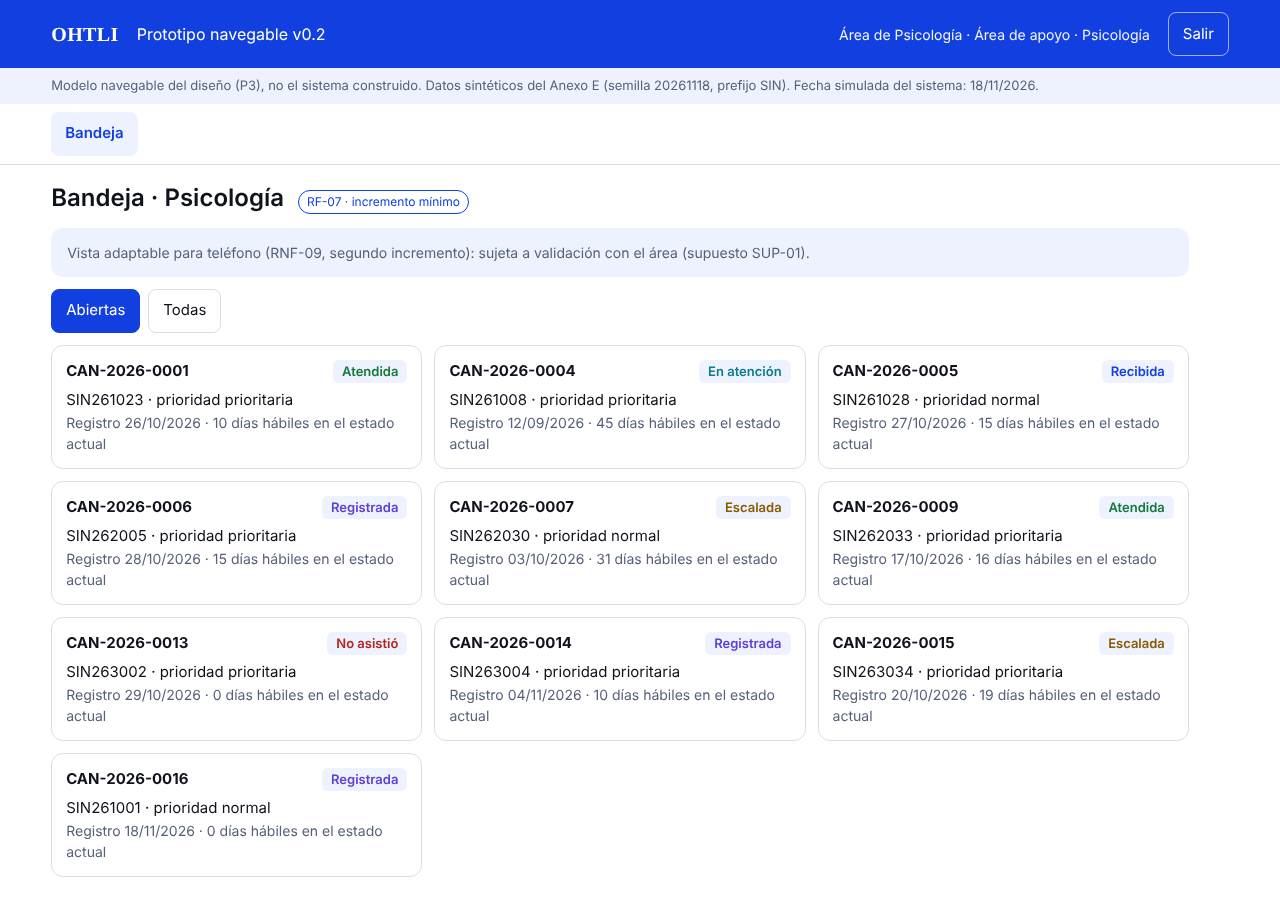 OHTLI Prototipo navegable v0.2
Área de Psicología · Área de apoyo · Psicología
Salir
Modelo navegable del diseño (P3), no el sistema construido. Datos sintéticos del Anexo E (semilla 20261118, prefijo SIN). Fecha simulada del sistema: 18/11/2026.
Bandeja
Bandeja · Psicología
RF-07 · incremento mínimo
Vista adaptable para teléfono (RNF-09, segundo incremento): sujeta a validación con el área (supuesto SUP-01).
Abiertas
Todas
CAN-2026-0001
Atendida
SIN261023 · prioridad prioritaria
Registro 26/10/2026 · 10 días hábiles en el estado
actual
CAN-2026-0004
En atención
SIN261008 · prioridad prioritaria
Registro 12/09/2026 · 45 días hábiles en el estado
actual
CAN-2026-0005
Recibida
SIN261028 · prioridad normal
Registro 27/10/2026 · 15 días hábiles en el estado
actual
CAN-2026-0006
Registrada
SIN262005 · prioridad prioritaria
Registro 28/10/2026 · 15 días hábiles en el estado
actual
CAN-2026-0007
Escalada
SIN262030 · prioridad normal
Registro 03/10/2026 · 31 días hábiles en el estado
actual
CAN-2026-0009
Atendida
SIN262033 · prioridad prioritaria
Registro 17/10/2026 · 16 días hábiles en el estado
actual
CAN-2026-0013
No asistió
SIN263002 · prioridad prioritaria
Registro 29/10/2026 · 0 días hábiles en el estado
actual
CAN-2026-0014
Registrada
SIN263004 · prioridad prioritaria
Registro 04/11/2026 · 10 días hábiles en el estado
actual
CAN-2026-0015
Escalada
SIN263034 · prioridad prioritaria
Registro 20/10/2026 · 19 días hábiles en el estado
actual
CAN-2026-0016
Registrada
SIN261001 · prioridad normal
Registro 18/11/2026 · 0 días hábiles en el estado
actual